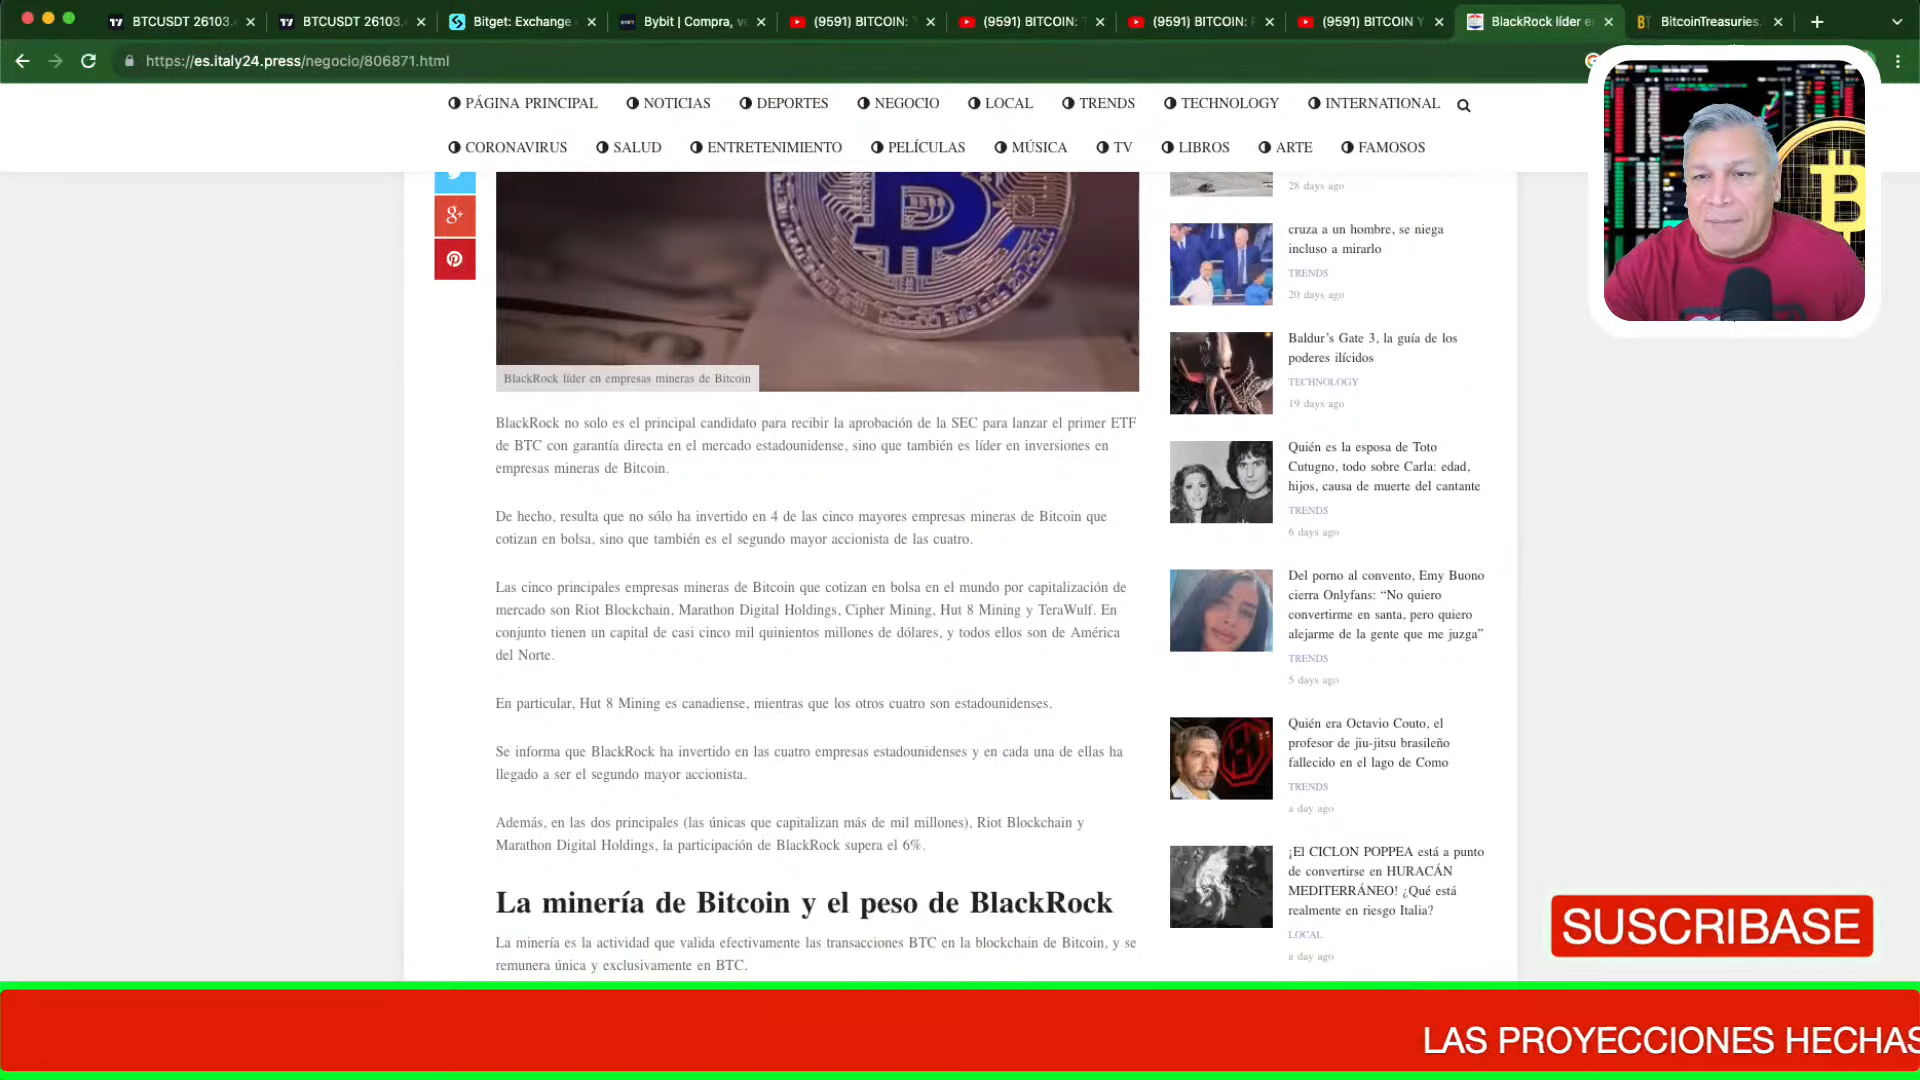 BTCUSDT 26103.
BTCUSDT 26103.
Bitget: Exchange
Bybit | Compra, ve
(9591) BITCOIN: T
(9591) BITCOIN: T
(9591) BITCOIN:
(9591) BITCOIN Y
BlackRock líder e
BitcoinTreasuries.
https://es.italy24.press/negocio/806871.html
PÁGINA PRINCIPAL NOTICIAS DEPORTES NEGOCIO LOCAL TRENDS TECHNOLOGY INTERNATIONAL
CORONAVIRUS SALUD ENTRETENIMIENTO PELÍCULAS MÚSICA TV LIBROS ARTE FAMOSOS
BlackRock líder en empresas mineras de Bitcoin
BlackRock no solo es el principal candidato para recibir la aprobación de la SEC para lanzar el primer ETF
de BTC con garantía directa en el mercado estadounidense, sino que también es líder en inversiones en
empresas mineras de Bitcoin.
De hecho, resulta que no sólo ha invertido en 4 de las cinco mayores empresas mineras de Bitcoin que
cotizan en bolsa, sino que también es el segundo mayor accionista de las cuatro.
Las cinco principales empresas mineras de Bitcoin que cotizan en bolsa en el mundo por capitalización de
mercado son Riot Blockchain, Marathon Digital Holdings, Cipher Mining, Hut 8 Mining y TeraWulf. En
conjunto tienen un capital de casi cinco mil quinientos millones de dólares, y todos ellos son de América
del Norte.
En particular, Hut 8 Mining es canadiense, mientras que los otros cuatro son estadounidenses.
Se informa que BlackRock ha invertido en las cuatro empresas estadounidenses y en cada una de ellas ha
llegado a ser el segundo mayor accionista.
Además, en las dos principales (las únicas que capitalizan más de mil millones), Riot Blockchain y
Marathon Digital Holdings, la participación de BlackRock supera el 6%.
La minería de Bitcoin y el peso de BlackRock
La minería es la actividad que valida efectivamente las transacciones BTC en la blockchain de Bitcoin, y se
remunera única y exclusivamente en BTC.
28 days ago
cruza a un hombre, se niega
incluso a mirarlo
TRENDS
20 days ago
Baldur's Gate 3, la guía de los
poderes ilícidos
TECHNOLOGY
19 days ago
Quién es la esposa de Toto
Cutugno, todo sobre Carla: edad,
hijos, causa de muerte del cantante
TRENDS
6 days ago
Del porno al convento, Emy Buono
cierra Onlyfans: “No quiero
convertirme en santa, pero quiero
alejarme de la gente que me juzga”
TRENDS
5 days ago
Quién era Octavio Couto, el
profesor de jiu-jitsu brasileño
fallecido en el lago de Como
TRENDS
a day ago
¡El CICLON POPPEA está a punto
de convertirse en HURACÁN
MEDITERRÁNEO! ¿Qué está
realmente en riesgo Italia?
LOCAL
a day ago
SUSCRIBASE
LAS PROYECCIONES HECHAS